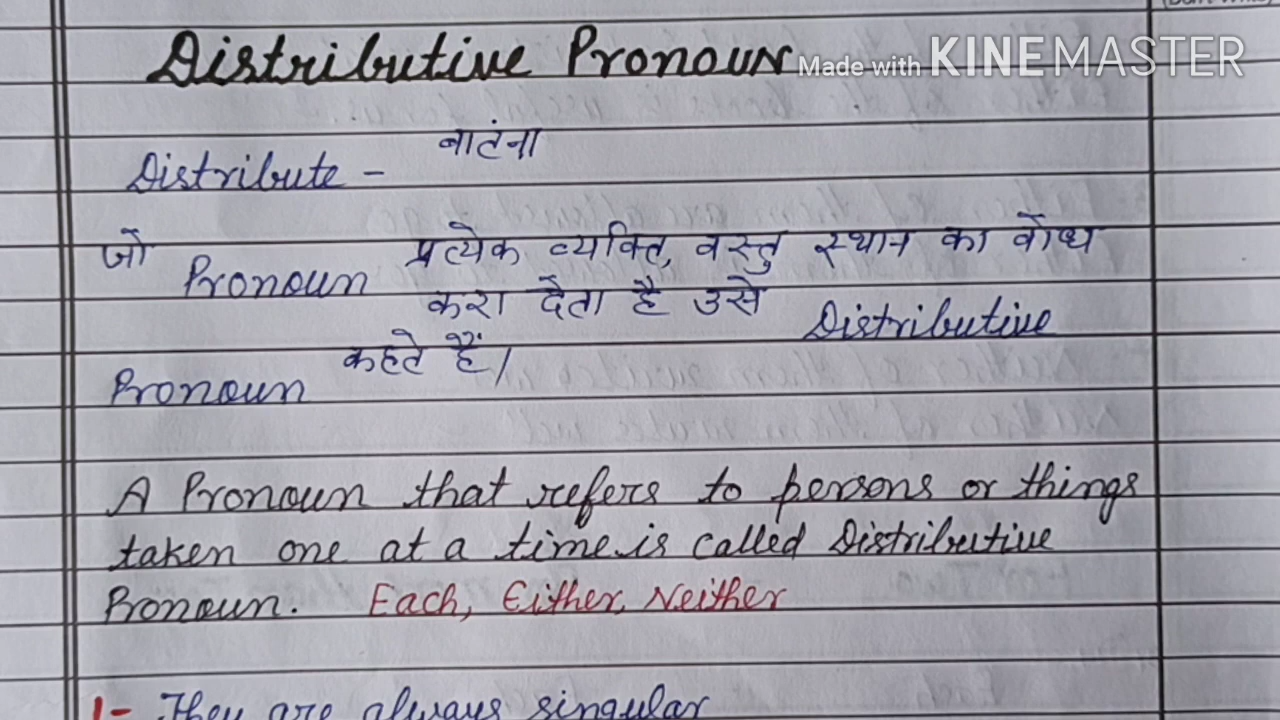 Distributive Pronoun
Made with KINEMASTER
Distribute - बाटंना
जो Pronoun प्रत्येक व्यक्ति, वस्तु स्थान का बोध
करा देता है उसे Distributive
Pronoun कहते हैं।
A Pronoun that refers to persons or things
taken one at a time is called Distributive
Pronoun. Each, Either, Neither
1- They are always singular